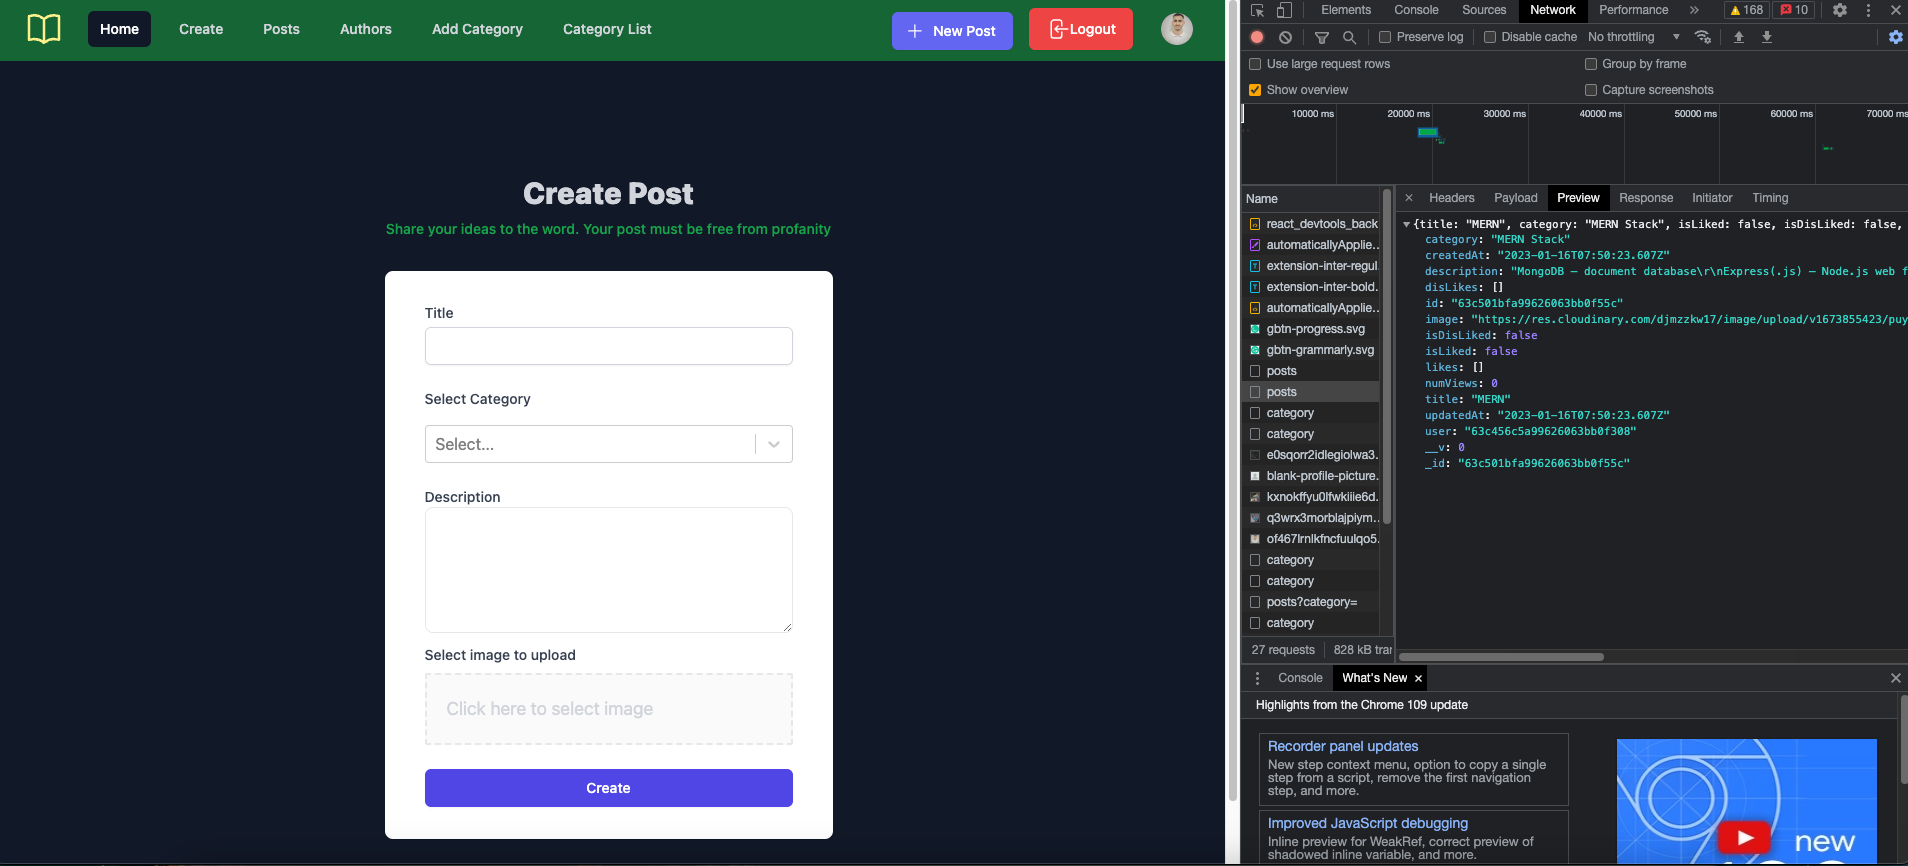 Home
Create
Posts
Authors
Add Category
Category List
New Post
Logout
Create Post
Share your ideas to the word. Your post must be free from profanity
Title
Select Category
Select...
Description
Select image to upload
Click here to select image
Create
Elements
Console
Sources
Network
Performance
168
10
Preserve log
Disable cache
No throttling
Use large request rows
Group by frame
Show overview
Capture screenshots
10000 ms
20000 ms
30000 ms
40000 ms
50000 ms
60000 ms
70000 ms
Name
Headers
Payload
Preview
Response
Initiator
Timing
react_devtools_back
automaticallyApplie...
extension-inter-regul...
extension-inter-bold...
automaticallyApplie...
gbtn-progress.svg
gbtn-grammarly.svg
posts
posts
category
category
e0sqorr2idlegiolwa3...
blank-profile-picture...
kxnokffyu0lfwkiiie6d...
q3wrx3morblajpiym...
category
category
posts?category=
category
27 requests
828 kB trar
{title: "MERN", category: "MERN Stack", isLiked: false, isDisLiked: false,
category: "MERN Stack"
createdAt: "2023-01-16T07:50:23.607Z"
description: "MongoDB — document database\r\nExpress(.js) — Node.js web f
disLikes: []
id: "63c501bfa99626063bb0f55c"
image: "https://res.cloudinary.com/djmzzkw17/image/upload/v1673855423/puy
isDisLiked: false
isLiked: false
likes: []
numViews: 0
title: "MERN"
updatedAt: "2023-01-16T07:50:23.607Z"
user: "63c456c5a99626063bb0f308"
__v: 0
_id: "63c501bfa99626063bb0f55c"
Console
What's New
Highlights from the Chrome 109 update
Recorder panel updates
New step context menu, option to copy a single
step from a script, remove the first navigation
step, and more.
Improved JavaScript debugging
Inline preview for WeakRef, correct preview of
shadowed inline variable, and more.
new